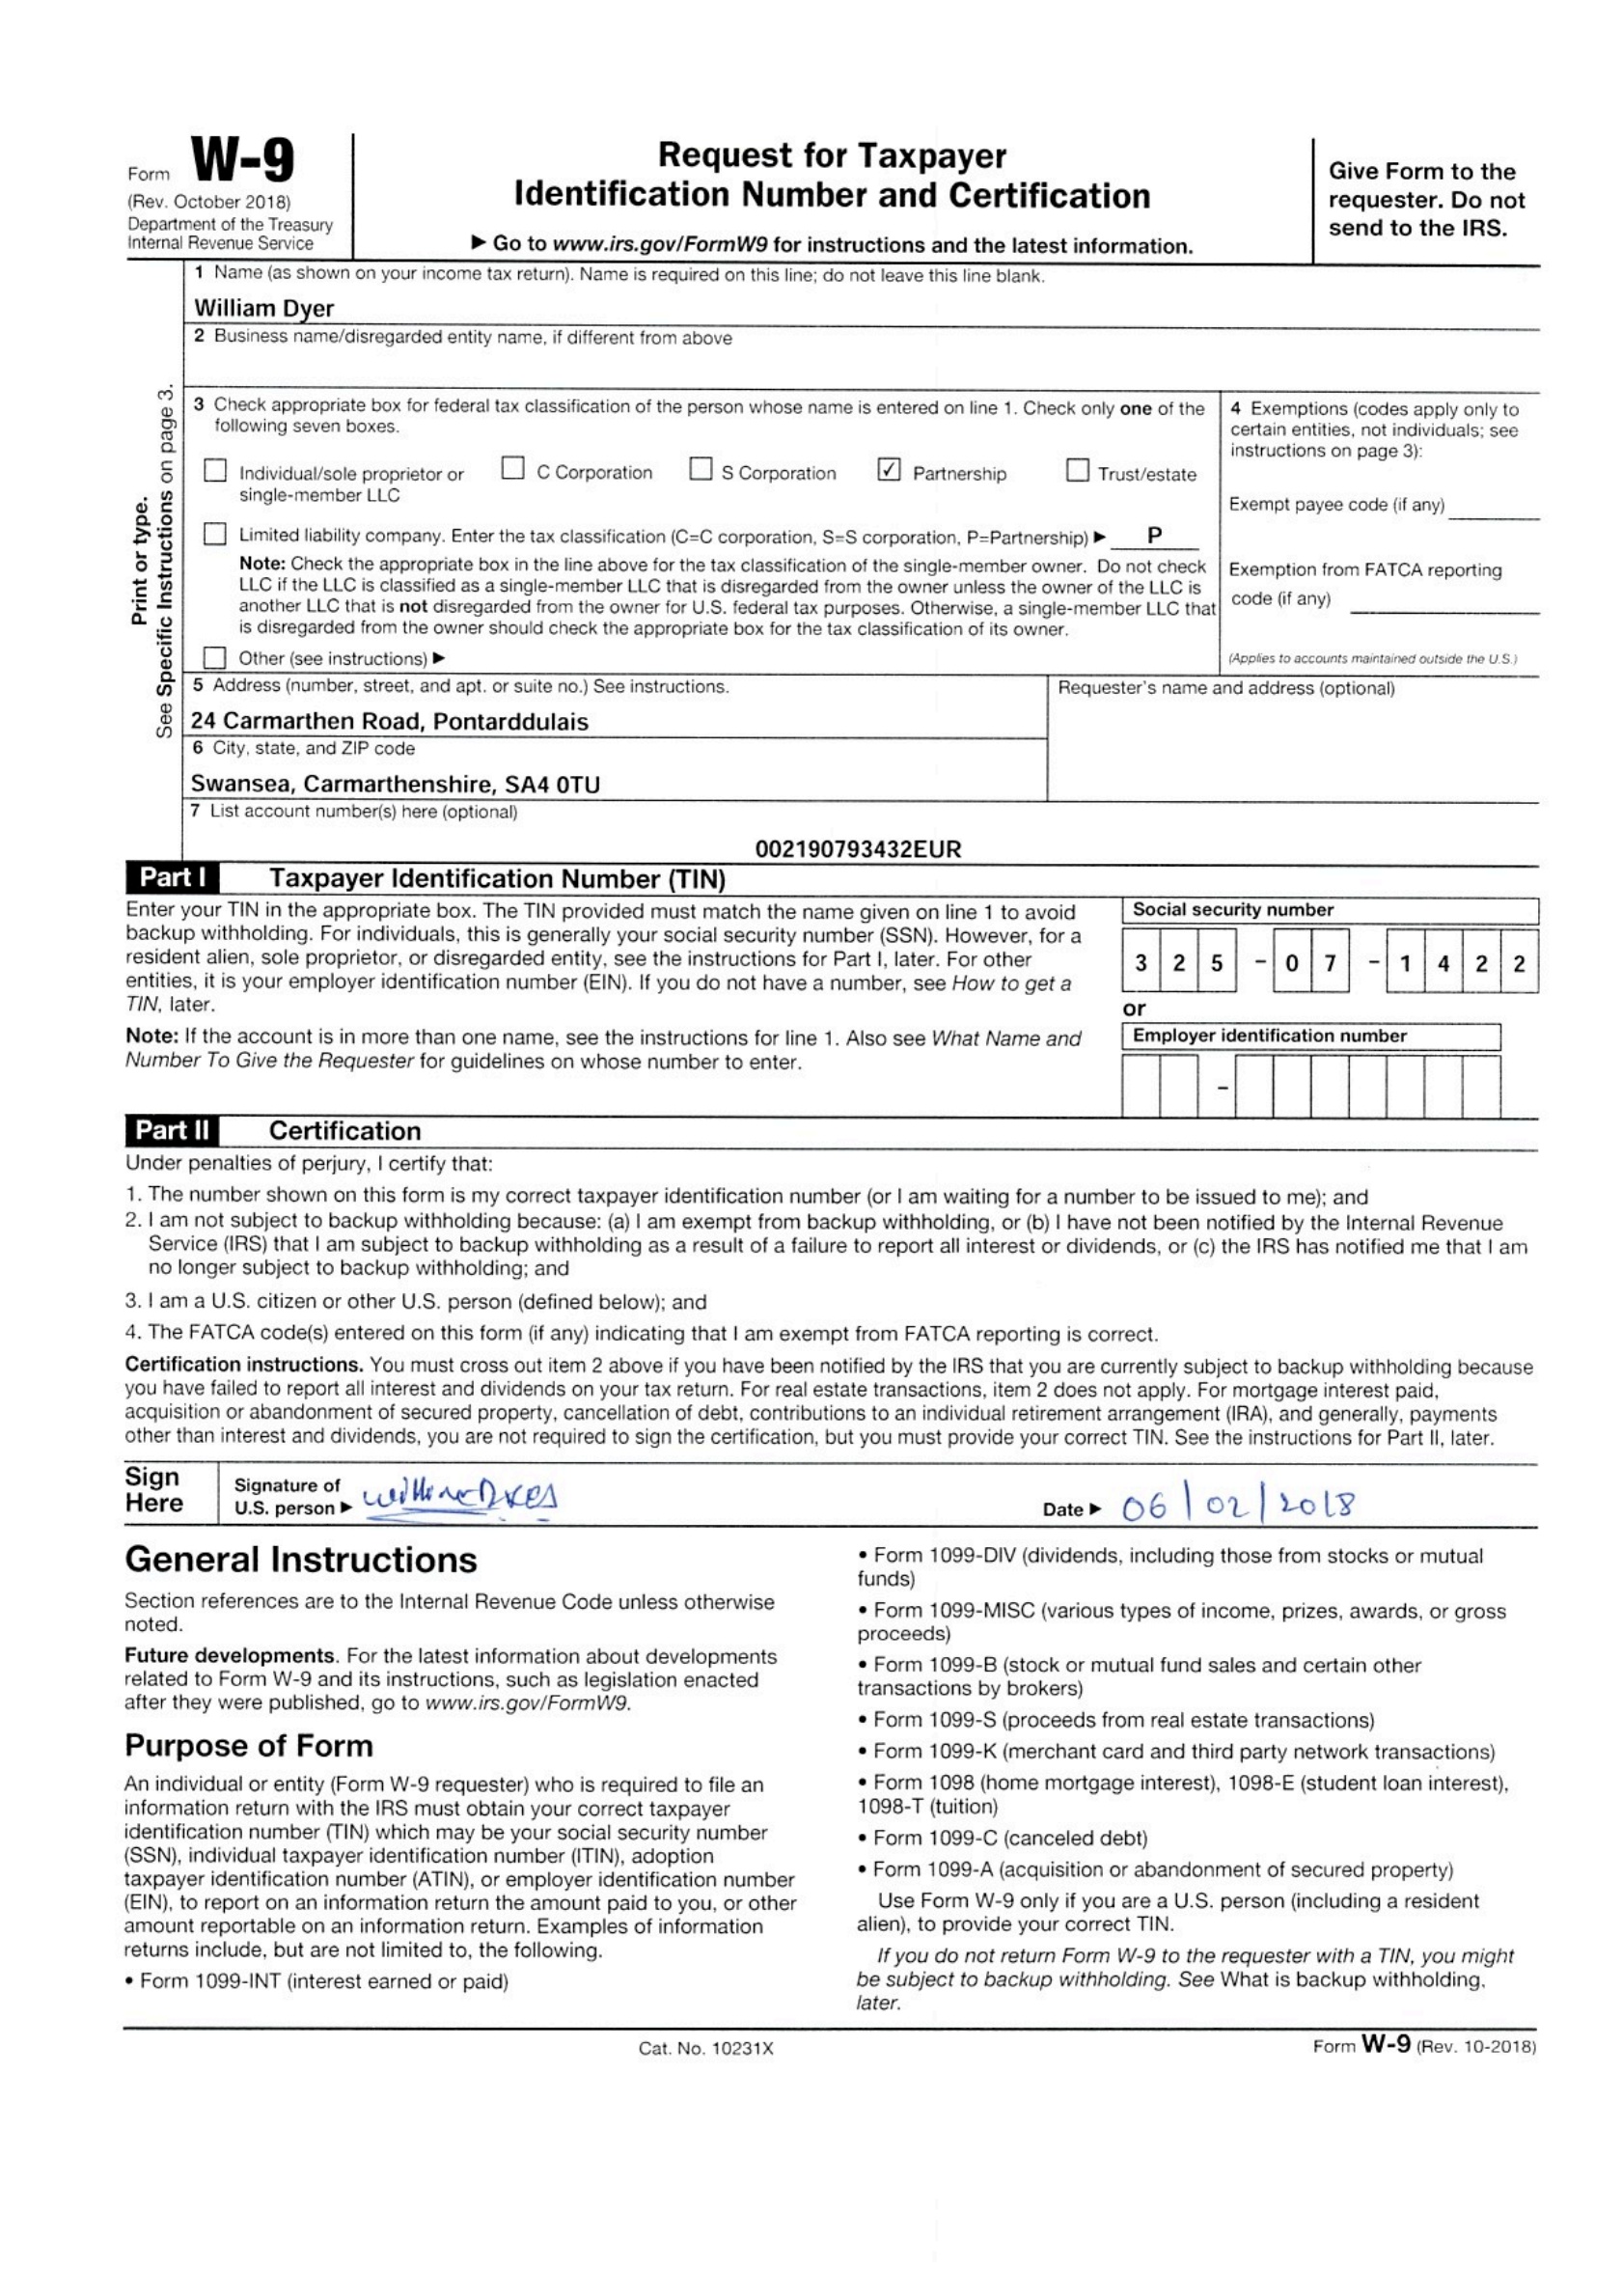 Form W-9
(Rev. October 2018)
Department of the Treasury
Internal Revenue Service
Request for Taxpayer
Identification Number and Certification
▶ Go to www.irs.gov/FormW9 for instructions and the latest information.
Give Form to the
requester. Do not
send to the IRS.
Print or type.
See Specific Instructions on page 3.
1 Name (as shown on your income tax return). Name is required on this line; do not leave this line blank.
William Dyer
2 Business name/disregarded entity name, if different from above
3 Check appropriate box for federal tax classification of the person whose name is entered on line 1. Check only one of the
following seven boxes.
☐ Individual/sole proprietor or
single-member LLC
☐ C Corporation
☐ S Corporation
☑ Partnership
☐ Trust/estate
☐ Limited liability company. Enter the tax classification (C=C corporation, S=S corporation, P=Partnership) ▶ P
Note: Check the appropriate box in the line above for the tax classification of the single-member owner. Do not check
LLC if the LLC is classified as a single-member LLC that is disregarded from the owner unless the owner of the LLC is
another LLC that is not disregarded from the owner for U.S. federal tax purposes. Otherwise, a single-member LLC that
is disregarded from the owner should check the appropriate box for the tax classification of its owner.
☐ Other (see instructions) ▶
4 Exemptions (codes apply only to
certain entities, not individuals; see
instructions on page 3):
Exempt payee code (if any)
Exemption from FATCA reporting
code (if any)
(Applies to accounts maintained outside the U.S.)
5 Address (number, street, and apt. or suite no.) See instructions.
24 Carmarthen Road, Pontarddulais
6 City, state, and ZIP code
Swansea, Carmarthenshire, SA4 0TU
Requester's name and address (optional)
7 List account number(s) here (optional)
002190793432EUR
Part I Taxpayer Identification Number (TIN)
Enter your TIN in the appropriate box. The TIN provided must match the name given on line 1 to avoid
backup withholding. For individuals, this is generally your social security number (SSN). However, for a
resident alien, sole proprietor, or disregarded entity, see the instructions for Part I, later. For other
entities, it is your employer identification number (EIN). If you do not have a number, see How to get a
TIN, later.
Note: If the account is in more than one name, see the instructions for line 1. Also see What Name and
Number To Give the Requester for guidelines on whose number to enter.
Social security number
3 2 5 - 0 7 - 1 4 2 2
or
Employer identification number
-
Part II Certification
Under penalties of perjury, I certify that:
1. The number shown on this form is my correct taxpayer identification number (or I am waiting for a number to be issued to me); and
2. I am not subject to backup withholding because: (a) I am exempt from backup withholding, or (b) I have not been notified by the Internal Revenue
Service (IRS) that I am subject to backup withholding as a result of a failure to report all interest or dividends, or (c) the IRS has notified me that I am
no longer subject to backup withholding; and
3. I am a U.S. citizen or other U.S. person (defined below); and
4. The FATCA code(s) entered on this form (if any) indicating that I am exempt from FATCA reporting is correct.
Certification instructions. You must cross out item 2 above if you have been notified by the IRS that you are currently subject to backup withholding because
you have failed to report all interest and dividends on your tax return. For real estate transactions, item 2 does not apply. For mortgage interest paid,
acquisition or abandonment of secured property, cancellation of debt, contributions to an individual retirement arrangement (IRA), and generally, payments
other than interest and dividends, you are not required to sign the certification, but you must provide your correct TIN. See the instructions for Part II, later.
Sign
Here
Signature of
U.S. person ▶
Date ▶ 06/02/2018
General Instructions
Section references are to the Internal Revenue Code unless otherwise
noted.
Future developments. For the latest information about developments
related to Form W-9 and its instructions, such as legislation enacted
after they were published, go to www.irs.gov/FormW9.
Purpose of Form
An individual or entity (Form W-9 requester) who is required to file an
information return with the IRS must obtain your correct taxpayer
identification number (TIN) which may be your social security number
(SSN), individual taxpayer identification number (ITIN), adoption
taxpayer identification number (ATIN), or employer identification number
(EIN), to report on an information return the amount paid to you, or other
amount reportable on an information return. Examples of information
returns include, but are not limited to, the following.
• Form 1099-INT (interest earned or paid)
• Form 1099-DIV (dividends, including those from stocks or mutual
funds)
• Form 1099-MISC (various types of income, prizes, awards, or gross
proceeds)
• Form 1099-B (stock or mutual fund sales and certain other
transactions by brokers)
• Form 1099-S (proceeds from real estate transactions)
• Form 1099-K (merchant card and third party network transactions)
• Form 1098 (home mortgage interest), 1098-E (student loan interest),
1098-T (tuition)
• Form 1099-C (canceled debt)
• Form 1099-A (acquisition or abandonment of secured property)
Use Form W-9 only if you are a U.S. person (including a resident
alien), to provide your correct TIN.
If you do not return Form W-9 to the requester with a TIN, you might
be subject to backup withholding. See What is backup withholding,
later.
Cat. No. 10231X
Form W-9 (Rev. 10-2018)